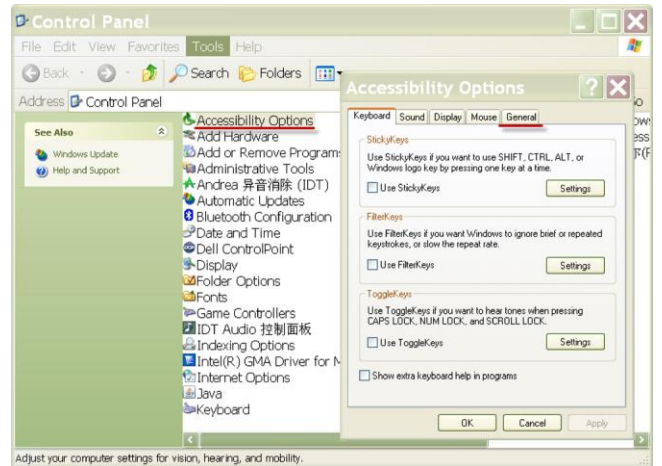 Control Panel
File Edit View Favorites Tools Help
Back Search Folders
Address Control Panel
See Also
Windows Update
Help and Support
Accessibility Options
Add Hardware
Add or Remove Program
Administrative Tools
Andrea 异音消除 (IDT)
Automatic Updates
Bluetooth Configuration
Date and Time
Dell ControlPoint
Display
Folder Options
Fonts
Game Controllers
IDT Audio 控制面板
Indexing Options
Intel(R) GMA Driver for M
Internet Options
Java
Keyboard
Accessibility Options
Keyboard Sound Display Mouse General
StickyKeys
Use StickyKeys if you want to use SHIFT, CTRL, ALT, or
Windows logo key by pressing one key at a time.
Use StickyKeys Settings
FilterKeys
Use FilterKeys if you want Windows to ignore brief or repeated
keystrokes, or slow the repeat rate.
Use FilterKeys Settings
ToggleKeys
Use ToggleKeys if you want to hear tones when pressing
CAPS LOCK, NUM LOCK, and SCROLL LOCK.
Use ToggleKeys Settings
Show extra keyboard help in programs
OK Cancel Apply
Adjust your computer settings for vision, hearing, and mobility.